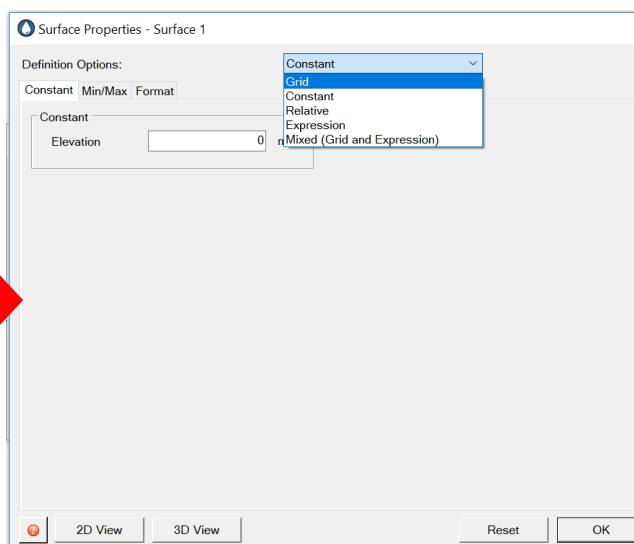 Surface Properties - Surface 1
Definition Options:
Constant
Grid
Constant
Relative
Expression
Mixed (Grid and Expression)
Constant Min/Max Format
Constant
Elevation 0
2D View 3D View Reset OK